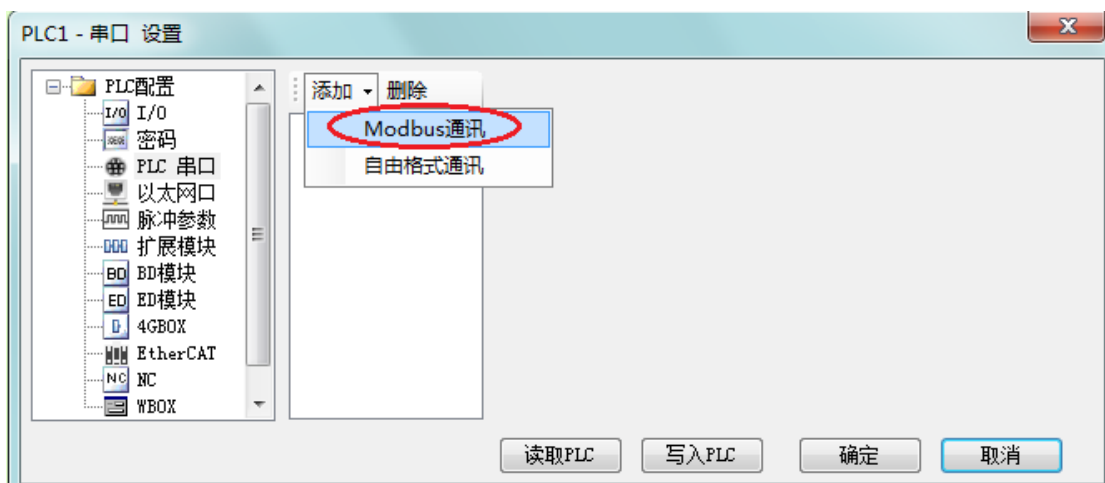 PLC1 - 串口 设置
X
PLC配置
I/O I/O
密码
PLC 串口
以太网口
脉冲参数
扩展模块
BD BD模块
ED ED模块
4GBOX
EtherCAT
NC NC
WBOX
添加 删除
Modbus通讯
自由格式通讯
读取PLC 写入PLC 确定 取消